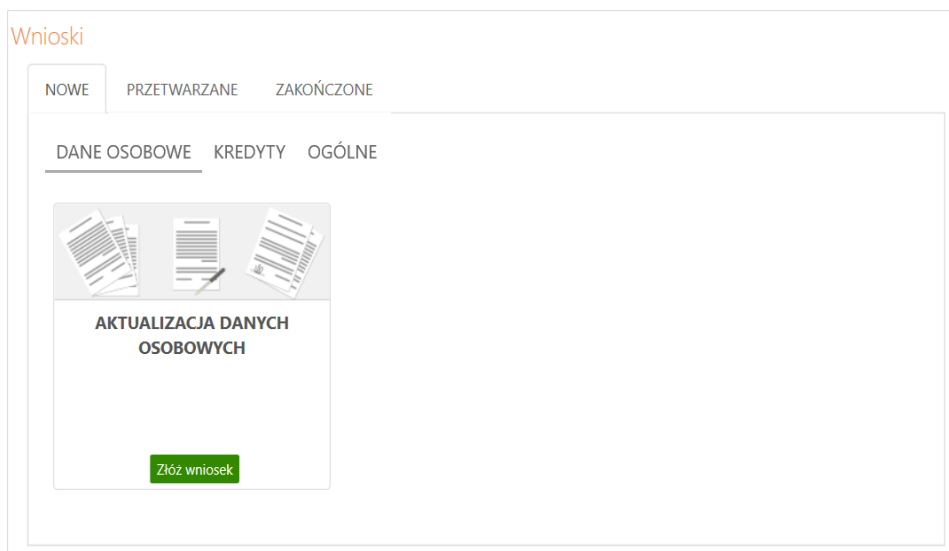 Wnioski
NOWE PRZETWARZANE ZAKOŃCZONE
DANE OSOBOWE KREDYTY OGÓLNE
AKTUALIZACJA DANYCH
OSOBOWYCH
Złóż wniosek